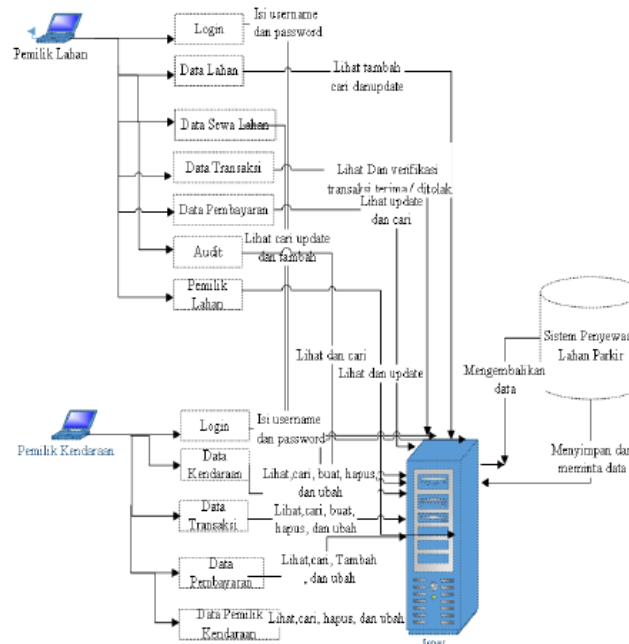 Login
Isi username
dan password
Pemilik Lahan
Data Lahan
Lihat tambah
cari danupdate
Data Sewa Lahan
Data Transaksi
Lihat Dan verifikasi
transaksi terima / ditolak
Data Pembayaran
Lihat update
dan cari
Audit
Lihat cari update
dan tambah
Pemilik
Lahan
Sistem Penyewa
Lahan Parkir
Lihat dan cari
Lihat dan update
Mengembalikan
data
Login
Isi username
dan password
Pemilik Kendaraan
Data
Kendaraan
Lihat,cari, buat, hapus,
dan ubah
Menyimpan dan
meminta data
Data
Transaksi
Lihat,cari, buat,
hapus, dan ubah
Data
Pembayaran
Lihat,cari, Tambah
, dan ubah
Data Pemilik
Kendaraan
Lihat,cari, hapus, dan ubah